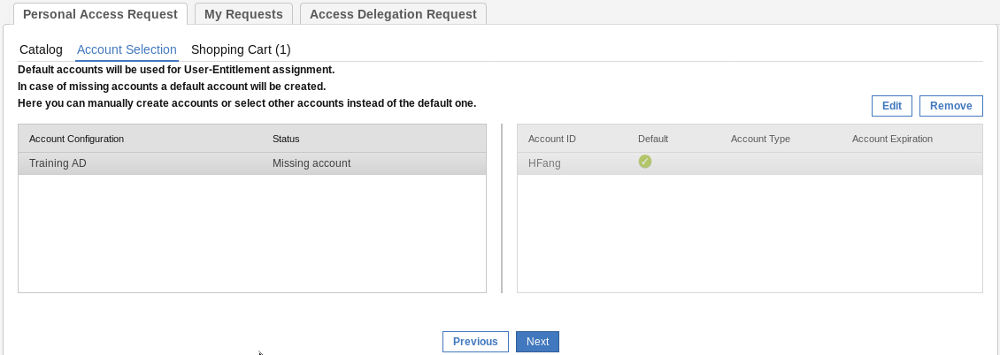 Personal Access Request My Requests Access Delegation Request
Catalog Account Selection Shopping Cart (1)
Default accounts will be used for User-Entitlement assignment.
In case of missing accounts a default account will be created.
Here you can manually create accounts or select other accounts instead of the default one.
Edit Remove
Account Configuration Status
Training AD Missing account
Account ID Default Account Type Account Expiration
HFang
Previous Next